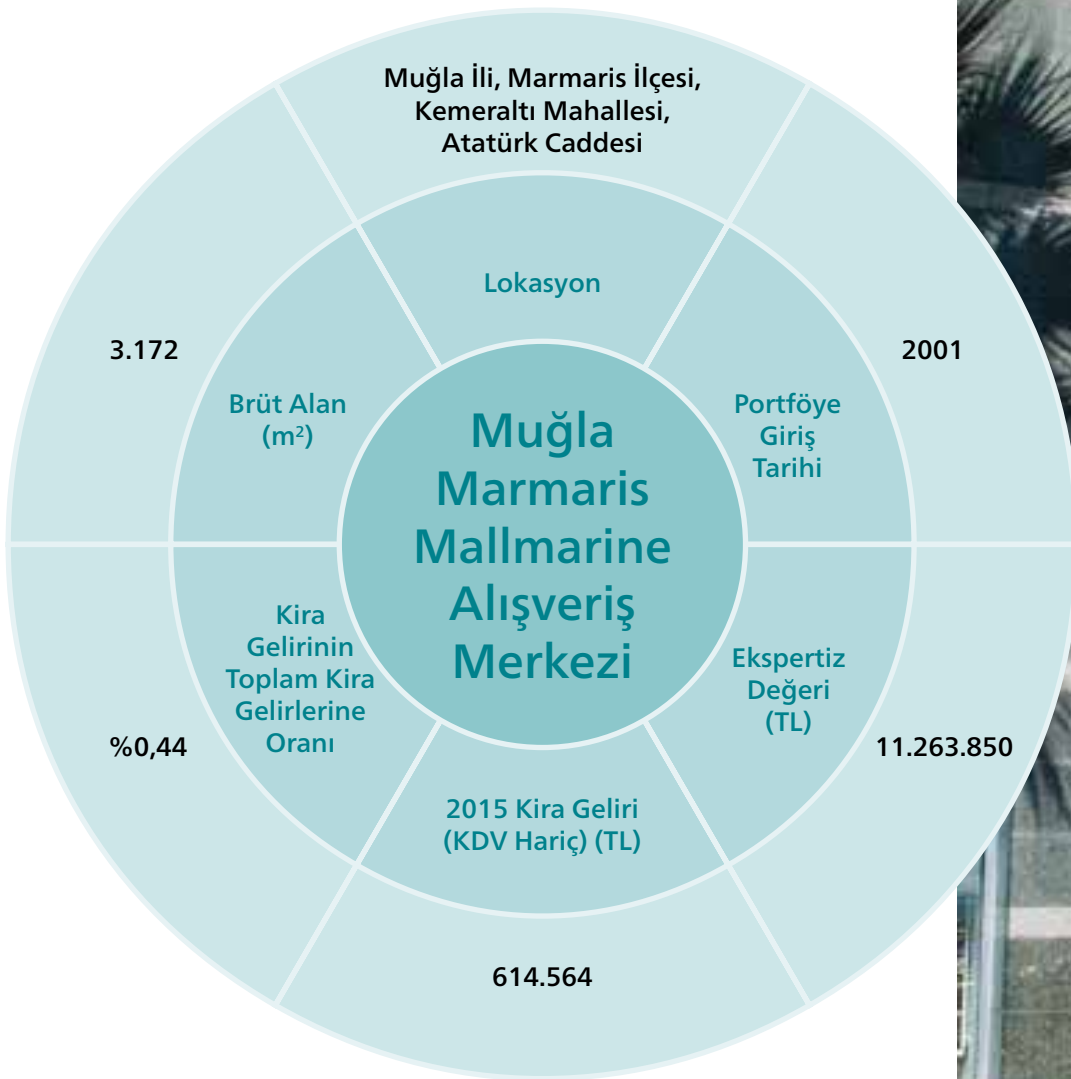 Muğla İli, Marmaris İlçesi,
Kemeraltı Mahallesi,
Atatürk Caddesi
Lokasyon
3.172
Brüt Alan
(m²)
2001
Portföye
Giriş
Tarihi
Muğla
Marmaris
Mallmarine
Alışveriş
Merkezi
Kira
Gelirinin
Toplam Kira
Gelirlerine
Oranı
%0,44
Ekspertiz
Değeri
(TL)
11.263.850
2015 Kira Geliri
(KDV Hariç) (TL)
614.564